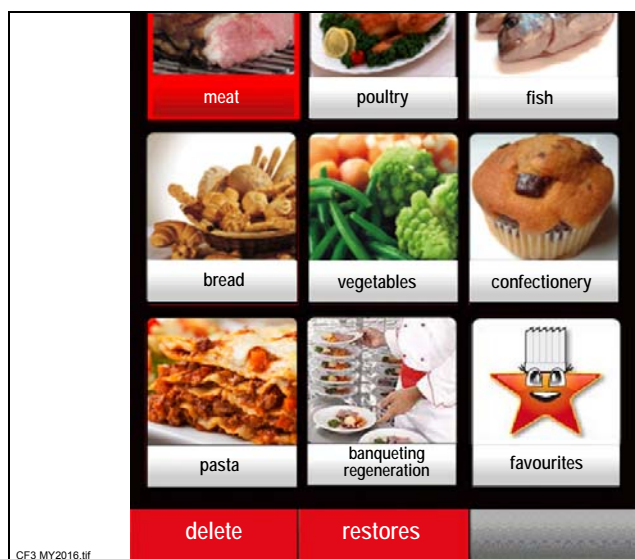 meat
poultry
fish
bread
vegetables
confectionery
pasta
banqueting
regeneration
favourites
delete
restores
CF3 MY2016.tif